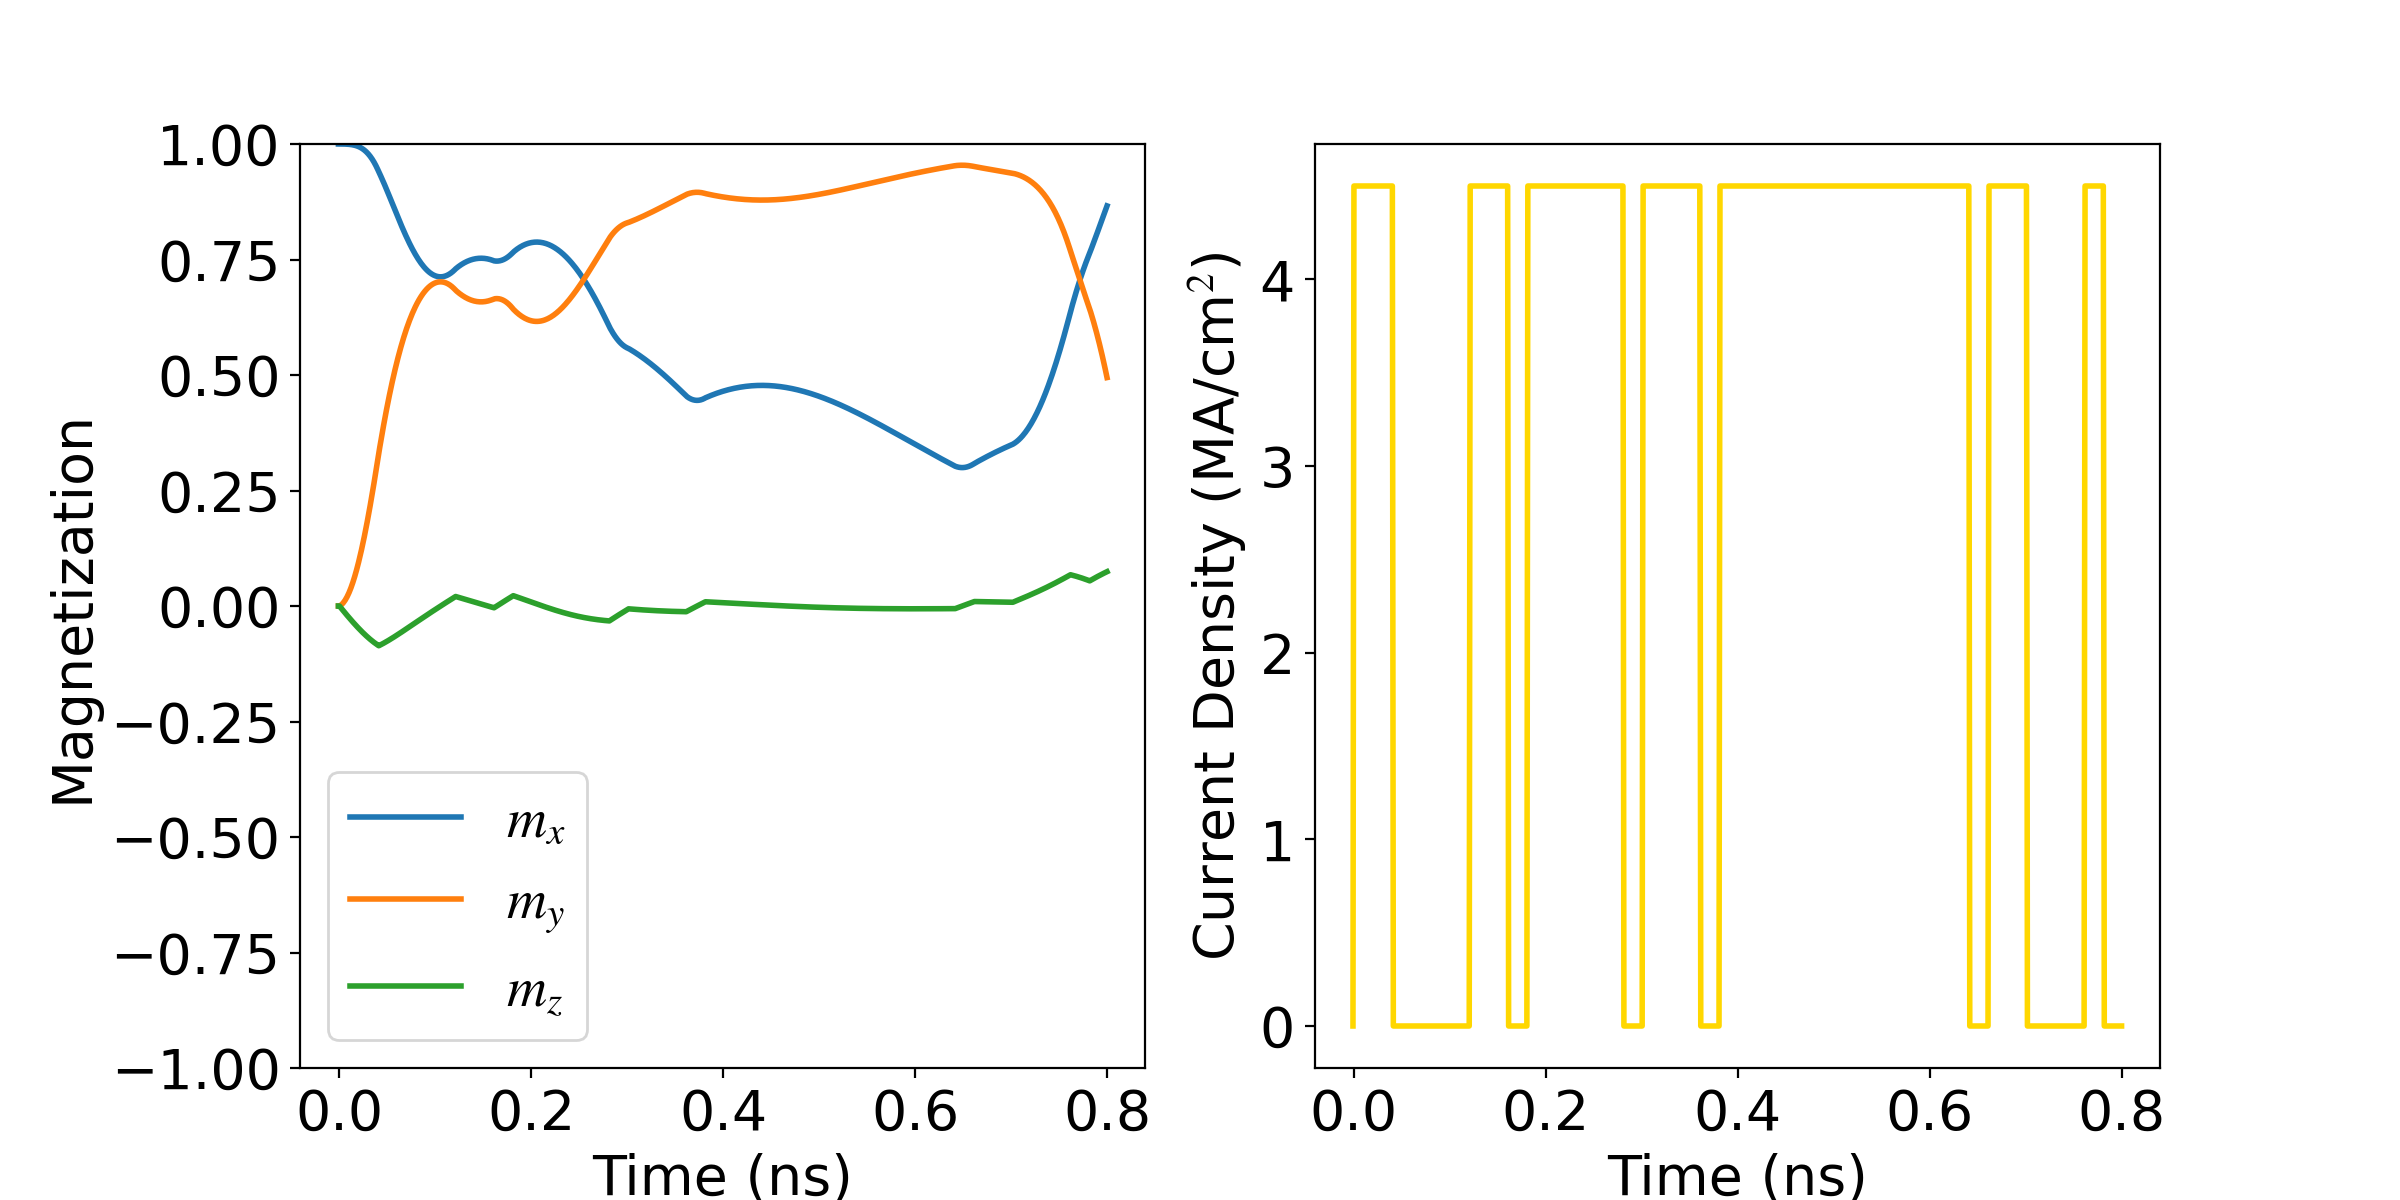 1.00
0.75
0.50
0.25
0.00
−0.25
−0.50
−0.75
−1.00
Magnetization
m_x
m_y
m_z
0.0 0.2 0.4 0.6 0.8
Time (ns)
4
3
2
1
0
Current Density (MA/cm²)
0.0 0.2 0.4 0.6 0.8
Time (ns)